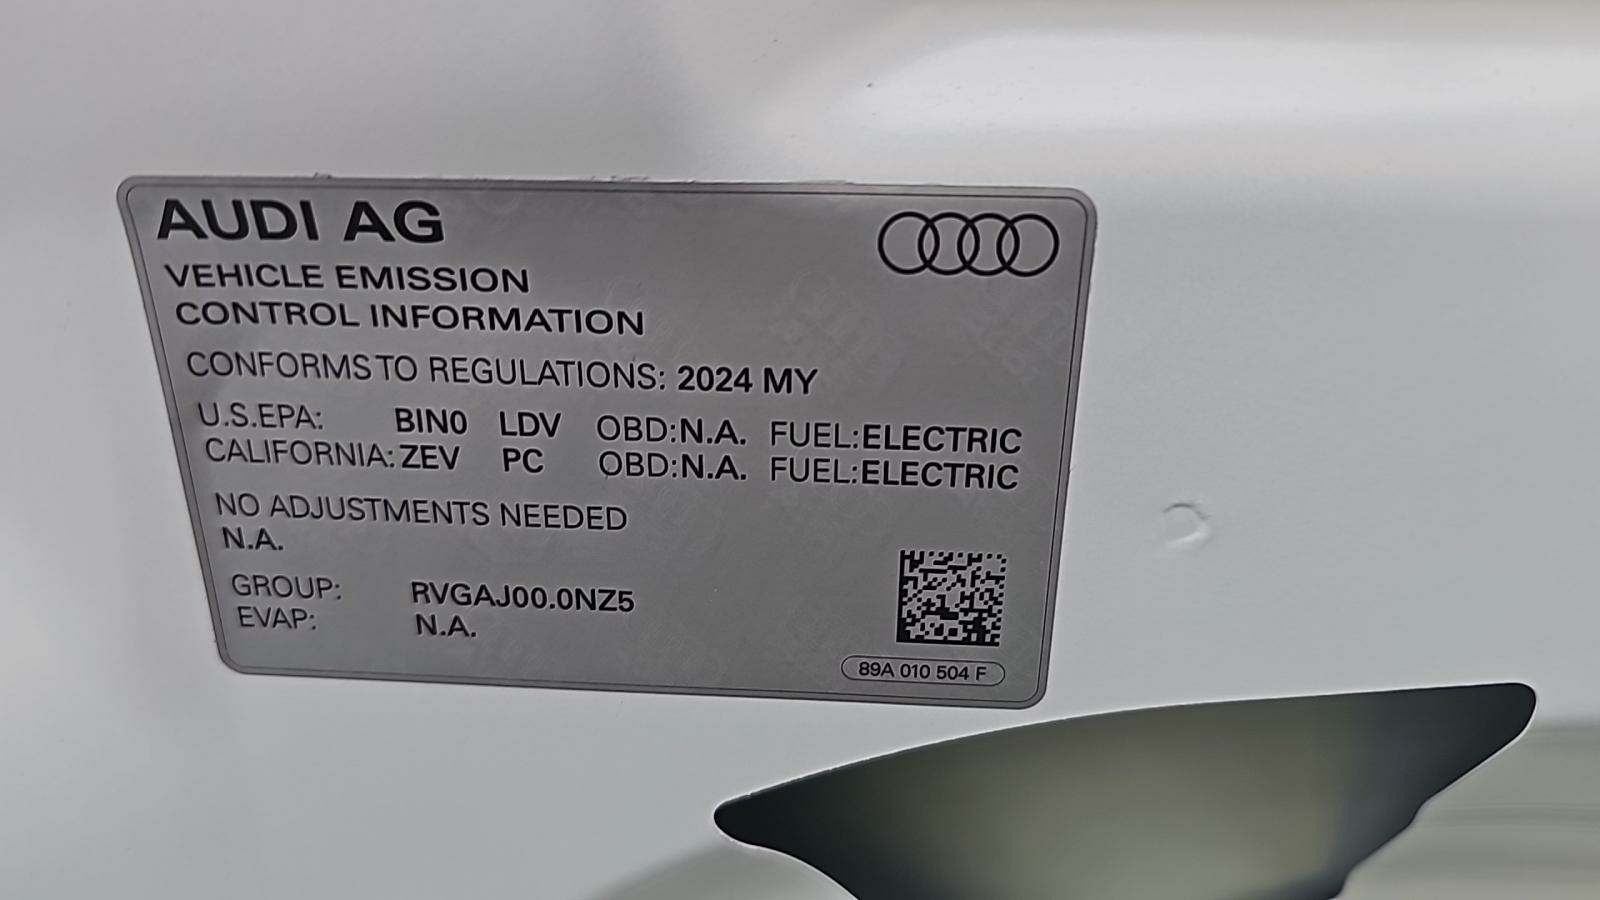 AUDI AG
VEHICLE EMISSION
CONTROL INFORMATION
CONFORMS TO REGULATIONS: 2024 MY
U.S.EPA: BIN0 LDV OBD:N.A. FUEL:ELECTRIC
CALIFORNIA: ZEV PC OBD:N.A. FUEL:ELECTRIC
NO ADJUSTMENTS NEEDED
N.A.
GROUP: RVGAJ00.0NZ5
EVAP: N.A.
89A 010 504 F